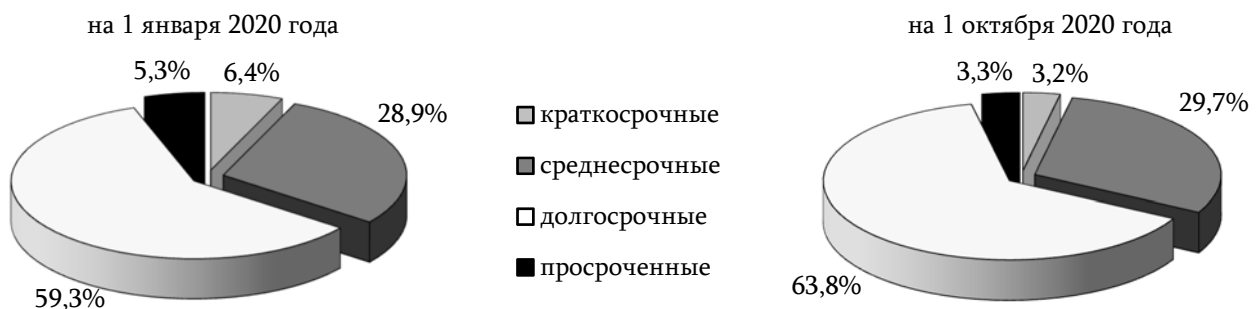 на 1 января 2020 года
5,3%
6,4%
28,9%
59,3%
краткосрочные
среднесрочные
долгосрочные
просроченные
на 1 октября 2020 года
3,3%
3,2%
29,7%
63,8%